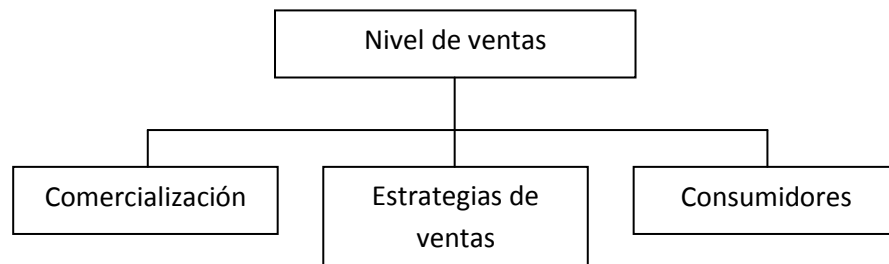 Nivel de ventas
Comercialización
Estrategias de
ventas
Consumidores